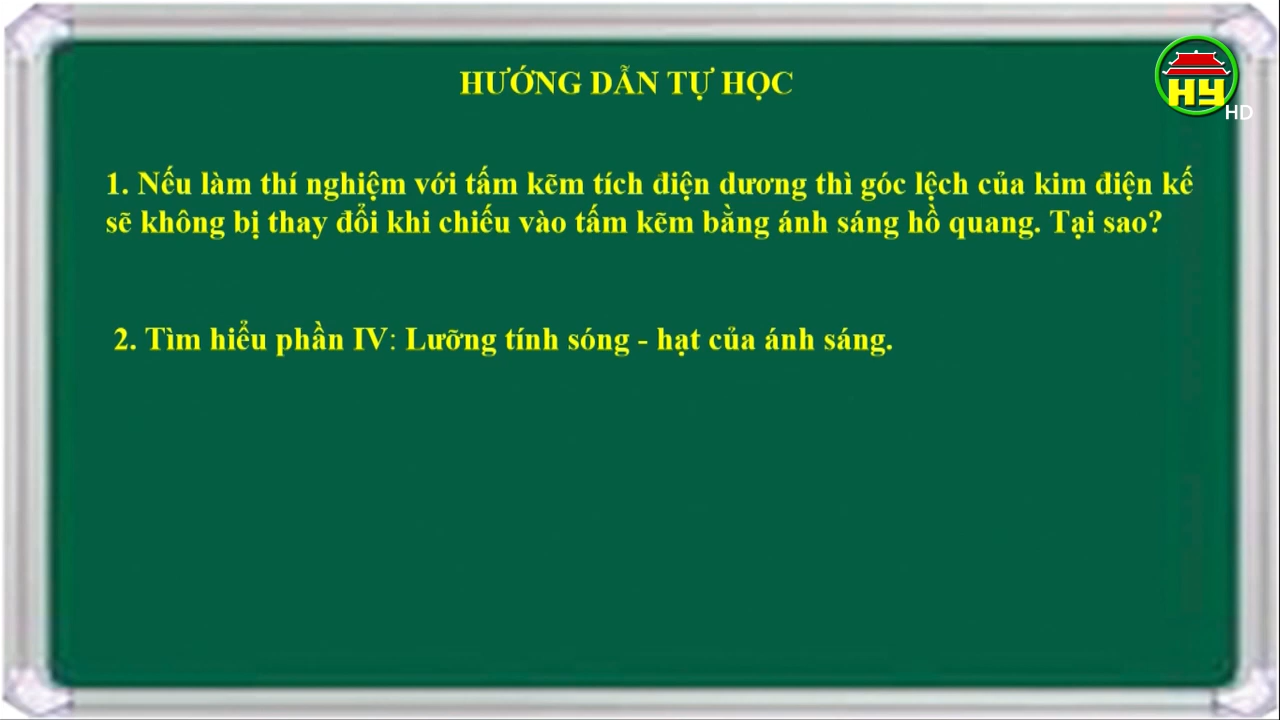 HƯỚNG DẪN TỰ HỌC
HY
HD
1. Nếu làm thí nghiệm với tấm kẽm tích điện dương thì góc lệch của kim điện kế
sẽ không bị thay đổi khi chiếu vào tấm kẽm bằng ánh sáng hồ quang. Tại sao?
2. Tìm hiểu phần IV: Lưỡng tính sóng - hạt của ánh sáng.